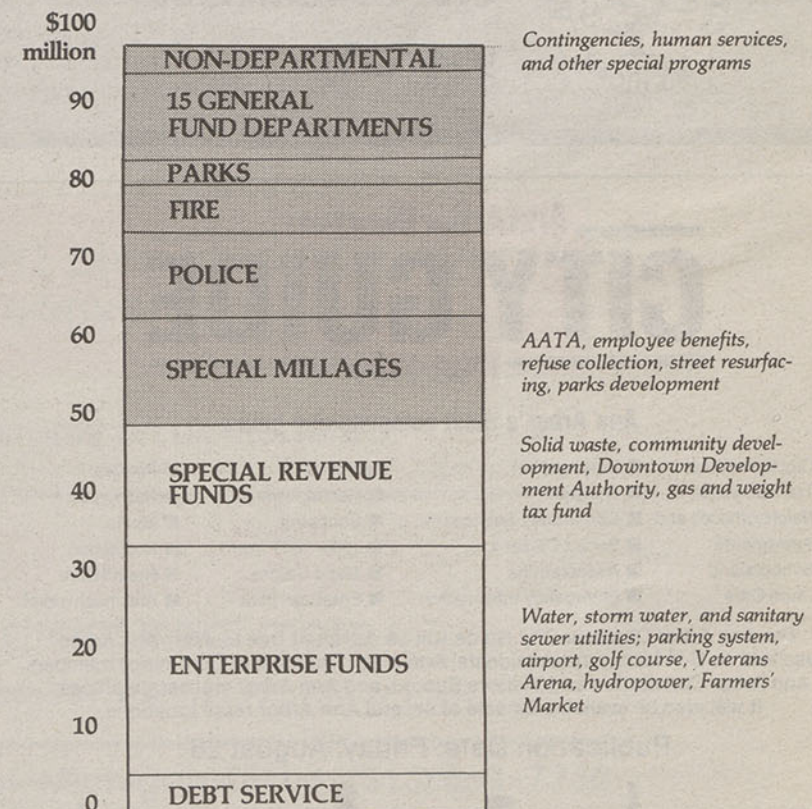 $100
million
NON-DEPARTMENTAL
Contingencies, human services,
and other special programs
90
15 GENERAL
FUND DEPARTMENTS
80
PARKS
FIRE
70
POLICE
60
SPECIAL MILLAGES
AATA, employee benefits,
refuse collection, street resurfac-
ing, parks development
50
SPECIAL REVENUE
FUNDS
Solid waste, community devel-
opment, Downtown Develop-
ment Authority, gas and weight
tax fund
40
30
20
ENTERPRISE FUNDS
Water, storm water, and sanitary
sewer utilities; parking system,
airport, golf course, Veterans
Arena, hydropower, Farmers'
Market
10
0
DEBT SERVICE